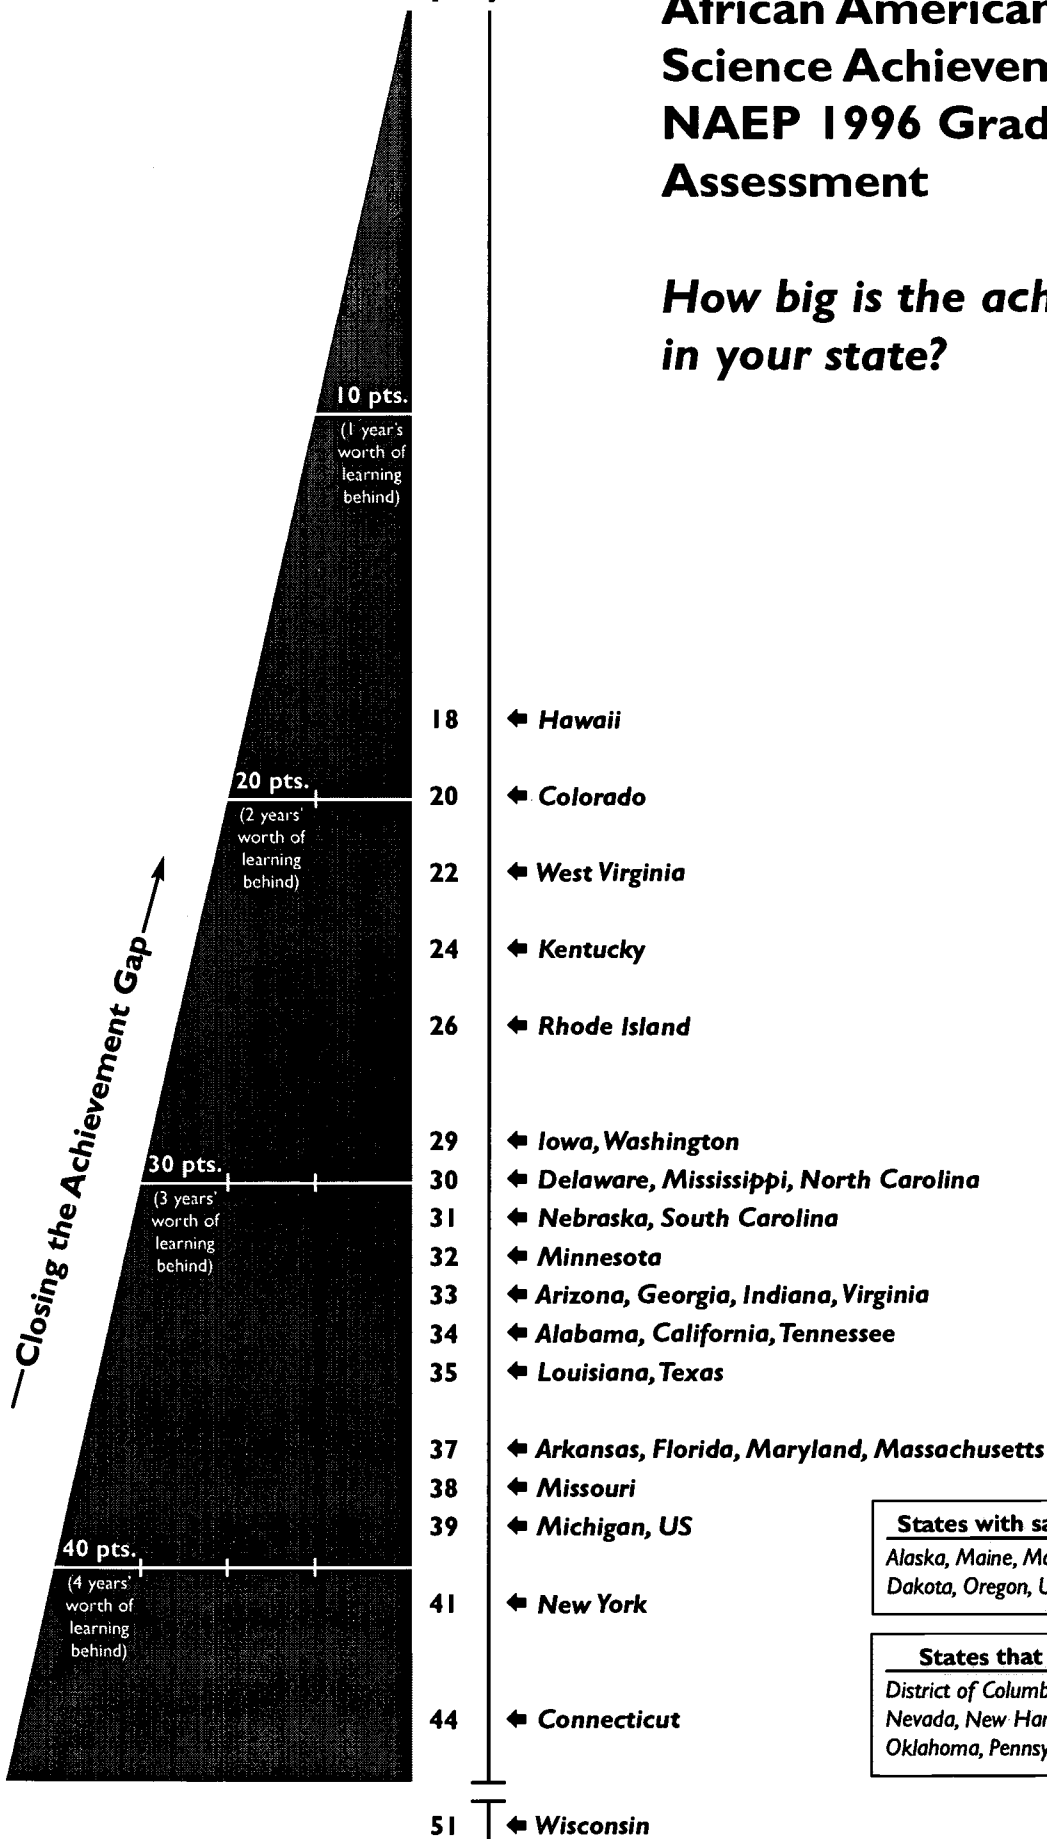 African American
Science Achievem
NAEP 1996 Grad
Assessment
How big is the ach
in your state?
10 pts.
(1 year's
worth of
learning
behind)
18 Hawaii
20 pts.
(2 years'
worth of
learning
behind)
20 Colorado
22 West Virginia
24 Kentucky
26 Rhode Island
Closing the Achievement Gap
29 Iowa, Washington
30 pts.
(3 years'
worth of
learning
behind)
30 Delaware, Mississippi, North Carolina
31 Nebraska, South Carolina
32 Minnesota
33 Arizona, Georgia, Indiana, Virginia
34 Alabama, California, Tennessee
35 Louisiana, Texas
37 Arkansas, Florida, Maryland, Massachusetts
38 Missouri
39 Michigan, US
40 pts.
(4 years'
worth of
learning
behind)
41 New York
44 Connecticut
51 Wisconsin
States with sa
Alaska, Maine, Mo
Dakota, Oregon, U
States that
District of Columb
Nevada, New Ham
Oklahoma, Pennsy